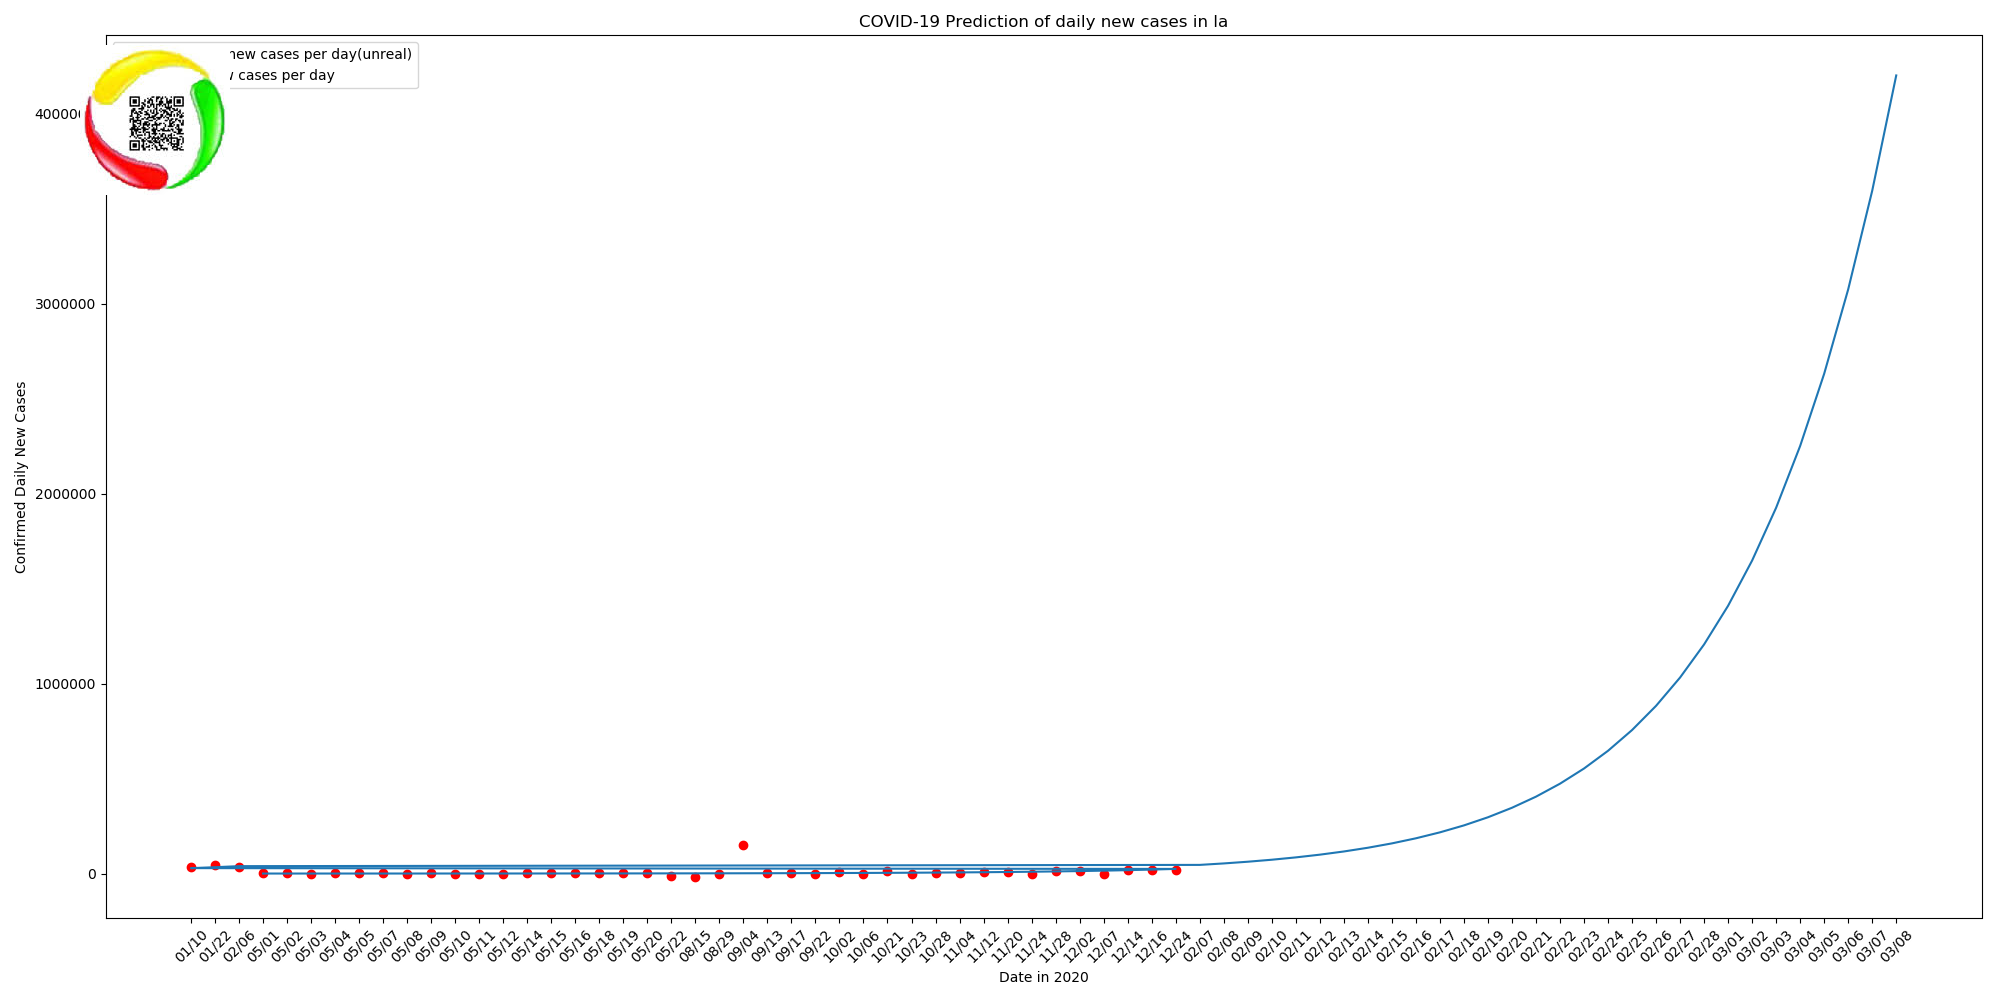 COVID-19 Prediction of daily new cases in la
new cases per day(unreal)
cases per day
3000000
2000000
1000000
0
Confirmed Daily New Cases
01/10 01/22 02/06 05/01 05/02 05/03 05/04 05/05 05/07 05/08 05/09 05/10 05/11 05/12 05/14 05/15 05/16 05/18 05/19 05/20 05/22 08/15 08/29 09/04 09/13 09/17 09/22 10/02 10/06 10/21 10/23 10/28 11/04 11/12 11/20 11/24 11/28 12/02 12/07 12/14 12/16 12/24 02/07 02/08 02/09 02/10 02/11 02/12 02/13 02/14 02/15 02/16 02/17 02/18 02/19 02/20 02/21 02/22 02/23 02/24 02/25 02/26 02/27 02/28 03/01 03/02 03/03 03/04 03/05 03/06 03/07 03/08
Date in 2020